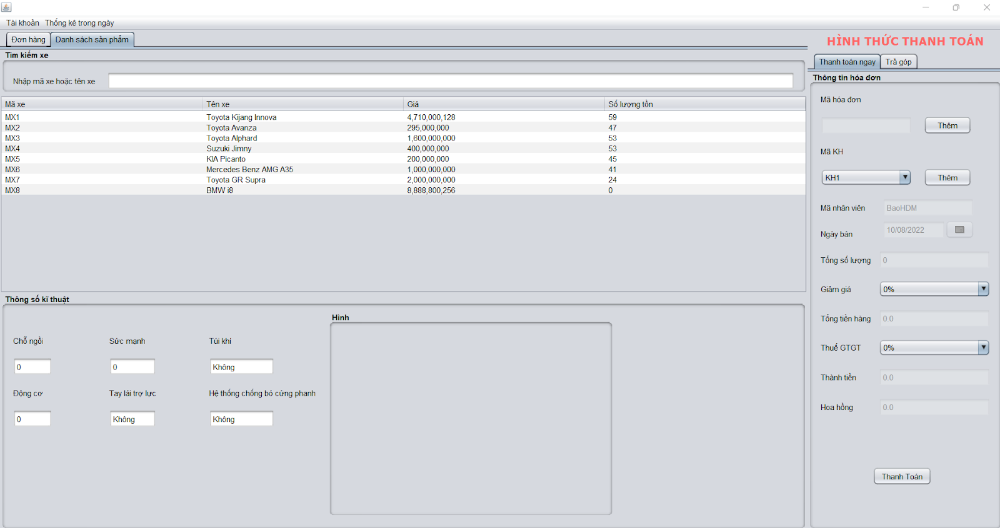 Tài khoản Thống kê trong ngày
Đơn hàng Danh sách sản phẩm
Tìm kiếm xe
Nhập mã xe hoặc tên xe
Mã xe Tên xe Giá Số lượng tồn
MX1 Toyota Kijang Innova 4,710,000,128 59
MX2 Toyota Avanza 295,000,000 47
MX3 Toyota Alphard 1,600,000,000 53
MX4 Suzuki Jimny 400,000,000 53
MX5 KIA Picanto 200,000,000 45
MX6 Mercedes Benz AMG A35 1,000,000,000 41
MX7 Toyota GR Supra 2,000,000,000 24
MX8 BMW i8 8,888,800,256 0
Thông số kĩ thuật
Chỗ ngồi Sức mạnh Túi khí
0 0 Không
Động cơ Tay lái trợ lực Hệ thống chống bó cứng phanh
0 Không Không
Hình
HÌNH THỨC THANH TOÁN
Thanh toán ngay Trả góp
Thông tin hóa đơn
Mã hóa đơn
Thêm
Mã KH
KH1 Thêm
Mã nhân viên BaoHDM
Ngày bán 10/08/2022
Tổng số lượng 0
Giảm giá 0%
Tổng tiền hàng 0.0
Thuế GTGT 0%
Thành tiền 0.0
Hoa hồng 0.0
Thanh Toán